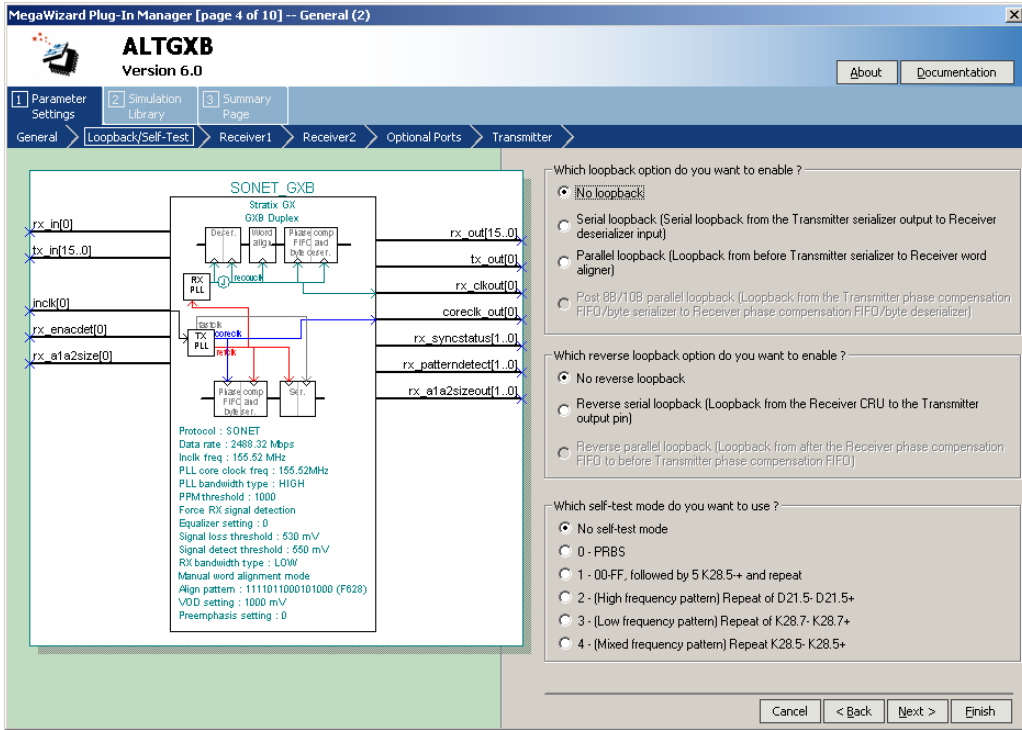 MegaWizard Plug-In Manager [page 4 of 10] -- General (2)
ALTGXB
Version 6.0
About
Documentation
1 Parameter Settings
2 Simulation Library
3 Summary Page
General
Loopback/Self-Test
Receiver1
Receiver2
Optional Ports
Transmitter
SONET_GXB
Stratix GX
GXB Duplex
rx_in[0]
tx_in[15..0]
inclk[0]
rx_enacdet[0]
rx_a1a2size[0]
Deser.
Word
align
Phase comp
FIFO and
byte deser.
RX
PLL
recovclk
fastclk
TX
PLL
coreclk
refclk
Phase comp
FIFO and
byte ser.
Ser.
rx_out[15..0]
tx_out[0]
rx_clkout[0]
coreclk_out[0]
rx_syncstatus[1..0]
rx_patterndetect[1..0]
rx_a1a2sizeout[1..0]
Protocol : SONET
Data rate : 2488.32 Mbps
Inclk freq : 155.52 MHz
PLL core clock freq : 155.52MHz
PLL bandwidth type : HIGH
PPM threshold : 1000
Force RX signal detection
Equalizer setting : 0
Signal loss threshold : 530 mV
Signal detect threshold : 550 mV
RX bandwidth type : LOW
Manual word alignment mode
Align pattern : 1111011000101000 (F628)
VOD setting : 1000 mV
Preemphasis setting : 0
Which loopback option do you want to enable ?
No loopback
Serial loopback (Serial loopback from the Transmitter serializer output to Receiver
deserializer input)
Parallel loopback (Loopback from before Transmitter serializer to Receiver word
aligner)
Post 8B/10B parallel loopback (Loopback from the Transmitter phase compensation
FIFO/byte serializer to Receiver phase compensation FIFO/byte deserializer)
Which reverse loopback option do you want to enable ?
No reverse loopback
Reverse serial loopback (Loopback from the Receiver CRU to the Transmitter
output pin)
Reverse parallel loopback (Loopback from after the Receiver phase compensation
FIFO to before Transmitter phase compensation FIFO)
Which self-test mode do you want to use ?
No self-test mode
0 - PRBS
1 - 00-FF, followed by 5 K28.5-+ and repeat
2 - (High frequency pattern) Repeat of D21.5- D21.5+
3 - (Low frequency pattern) Repeat of K28.7- K28.7+
4 - (Mixed frequency pattern) Repeat K28.5- K28.5+
Cancel
< Back
Next >
Finish